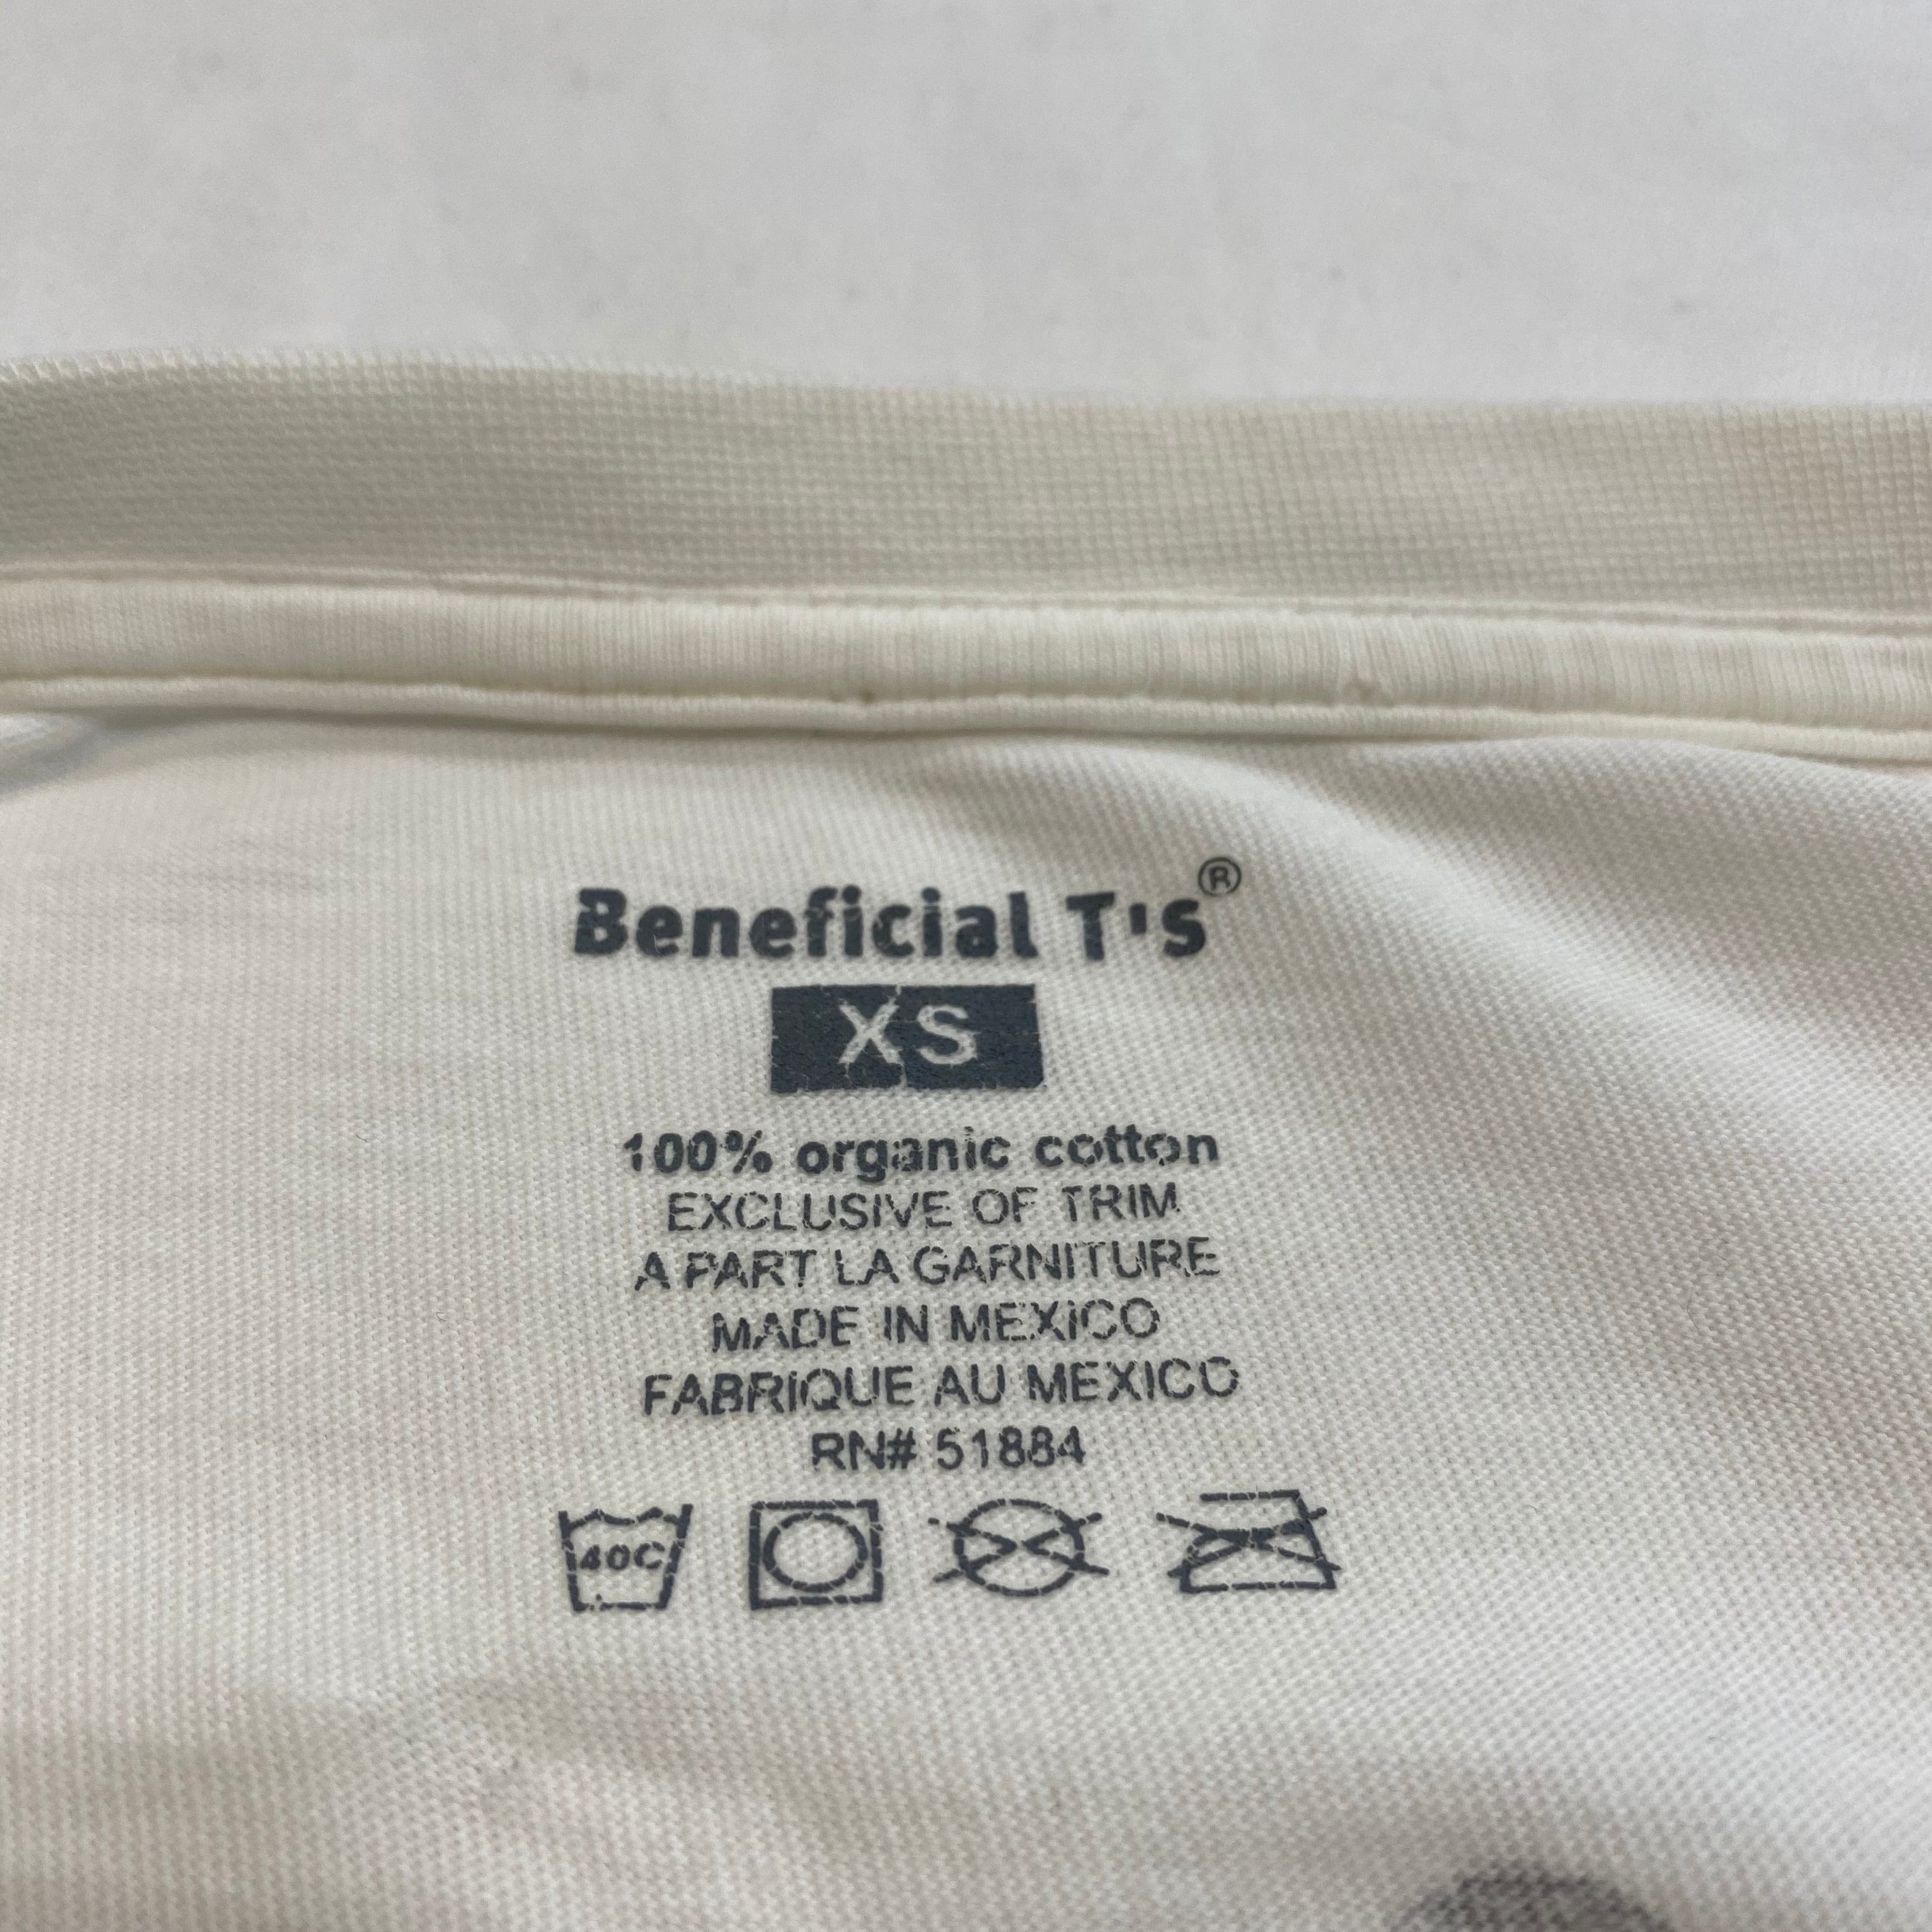 Beneficial T's®
XS
100% organic cotton
EXCLUSIVE OF TRIM
A PART LA GARNITURE
MADE IN MEXICO
FABRIQUE AU MEXICO
RN# 51884
40C